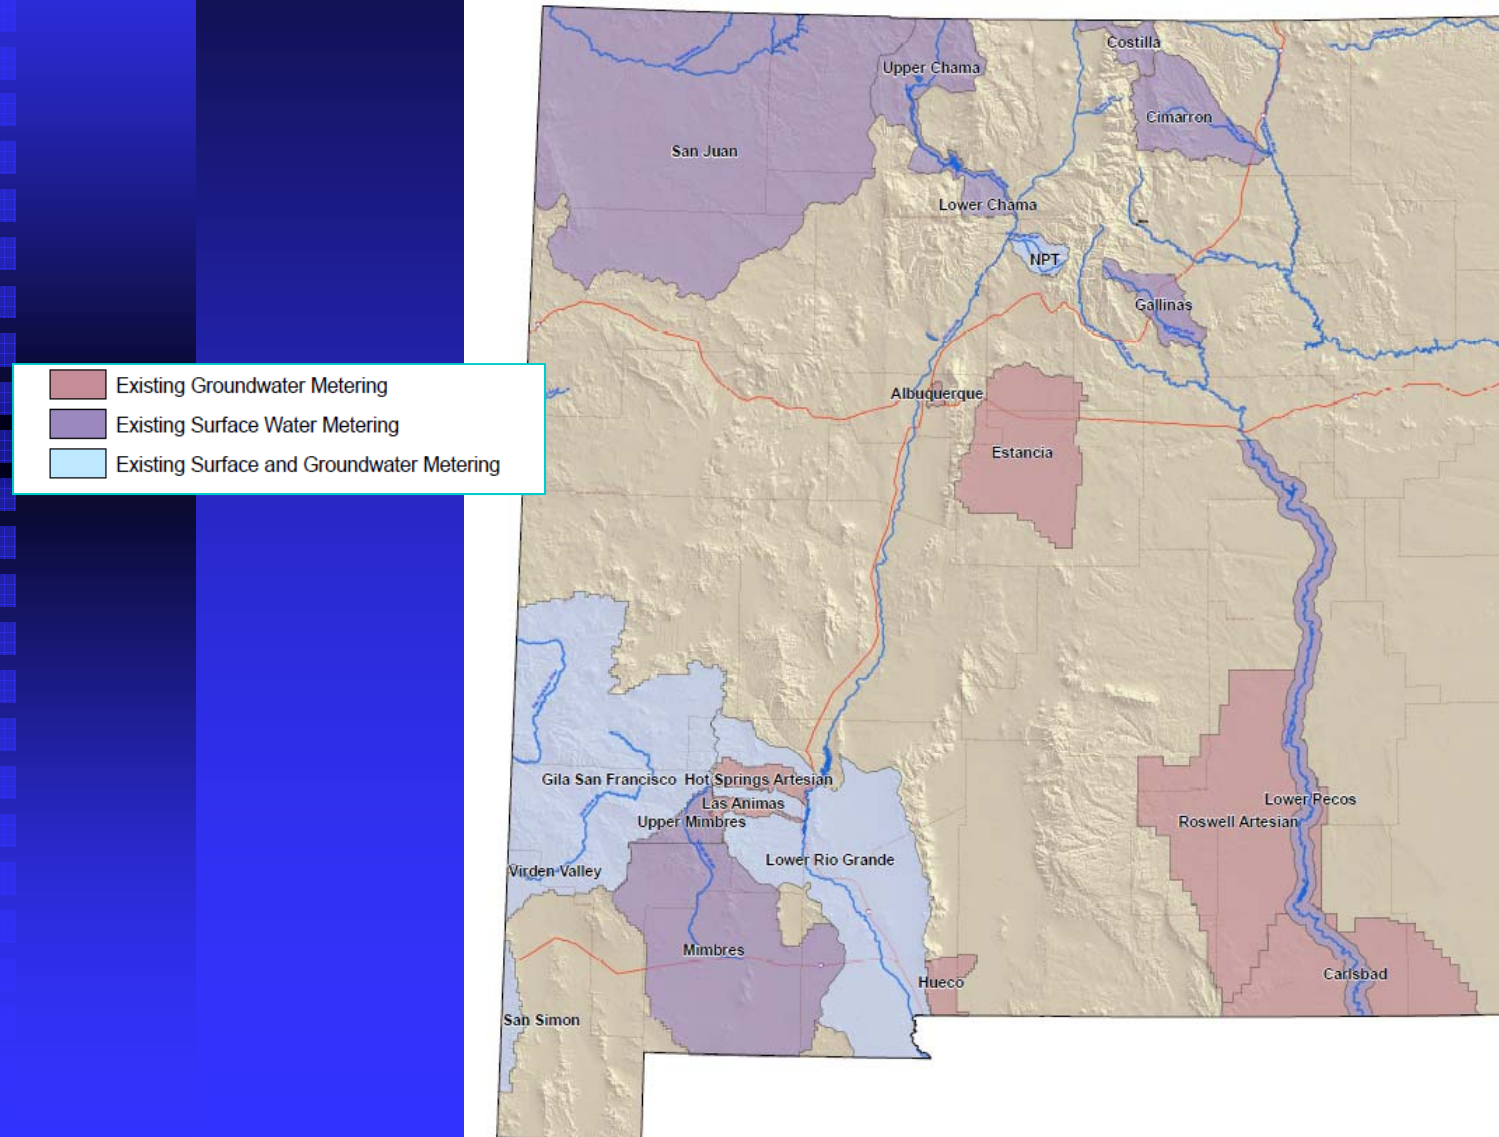 Costilla
Upper Chama
Cimarron
San Juan
Lower Chama
NPT
Gallinas
Existing Groundwater Metering
Existing Surface Water Metering
Existing Surface and Groundwater Metering
Albuquerque
Estancia
Gila San Francisco
Hot Springs Artesian
Las Animas
Upper Mimbres
Lower Pecos
Roswell Artesian
Lower Rio Grande
Virden Valley
Mimbres
Hueco
Carlsbad
San Simon